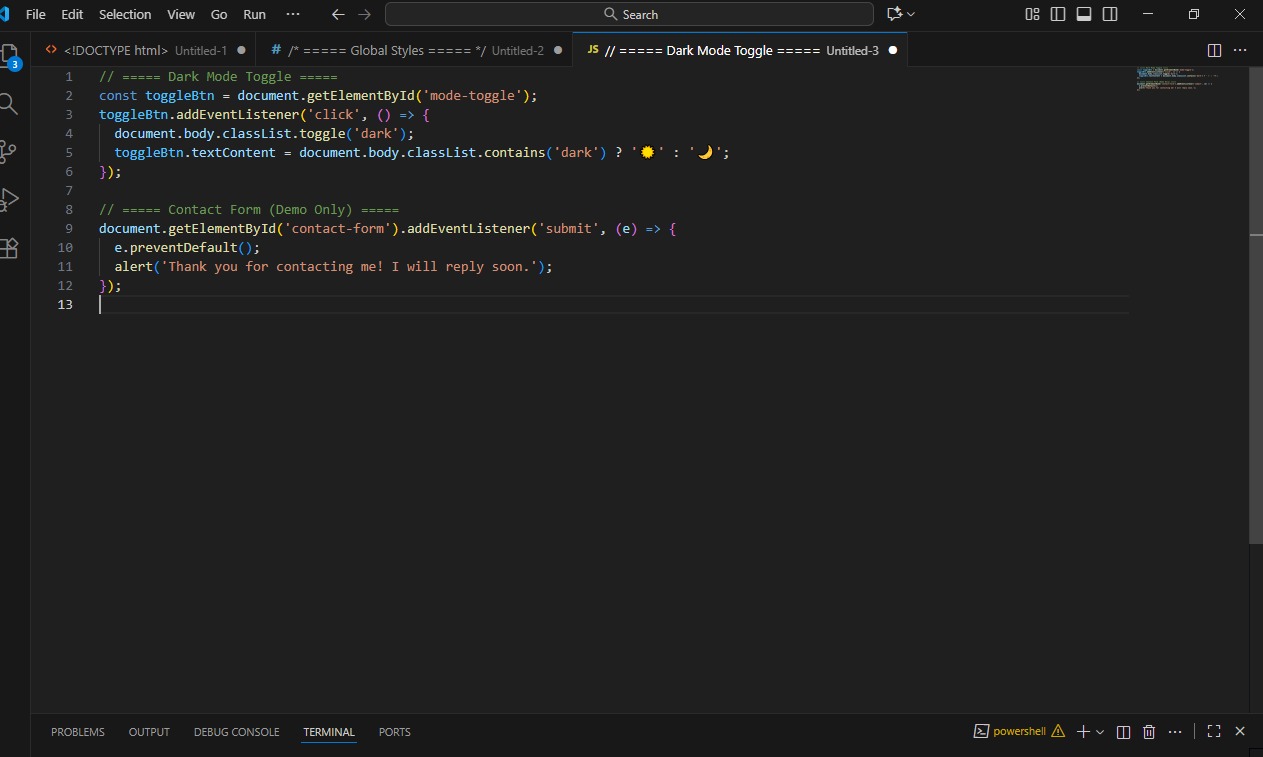 File Edit Selection View Go Run ··· Search
<!DOCTYPE html> Untitled-1 # /* ===== Global Styles ===== */ Untitled-2 JS // ===== Dark Mode Toggle ===== Untitled-3
3
1 // ===== Dark Mode Toggle =====
2 const toggleBtn = document.getElementById('mode-toggle');
3 toggleBtn.addEventListener('click', () => {
4 document.body.classList.toggle('dark');
5 toggleBtn.textContent = document.body.classList.contains('dark') ? '☀️' : '🌙';
6 });
7
8 // ===== Contact Form (Demo Only) =====
9 document.getElementById('contact-form').addEventListener('submit', (e) => {
10 e.preventDefault();
11 alert('Thank you for contacting me! I will reply soon.');
12 });
13
PROBLEMS OUTPUT DEBUG CONSOLE TERMINAL PORTS powershell